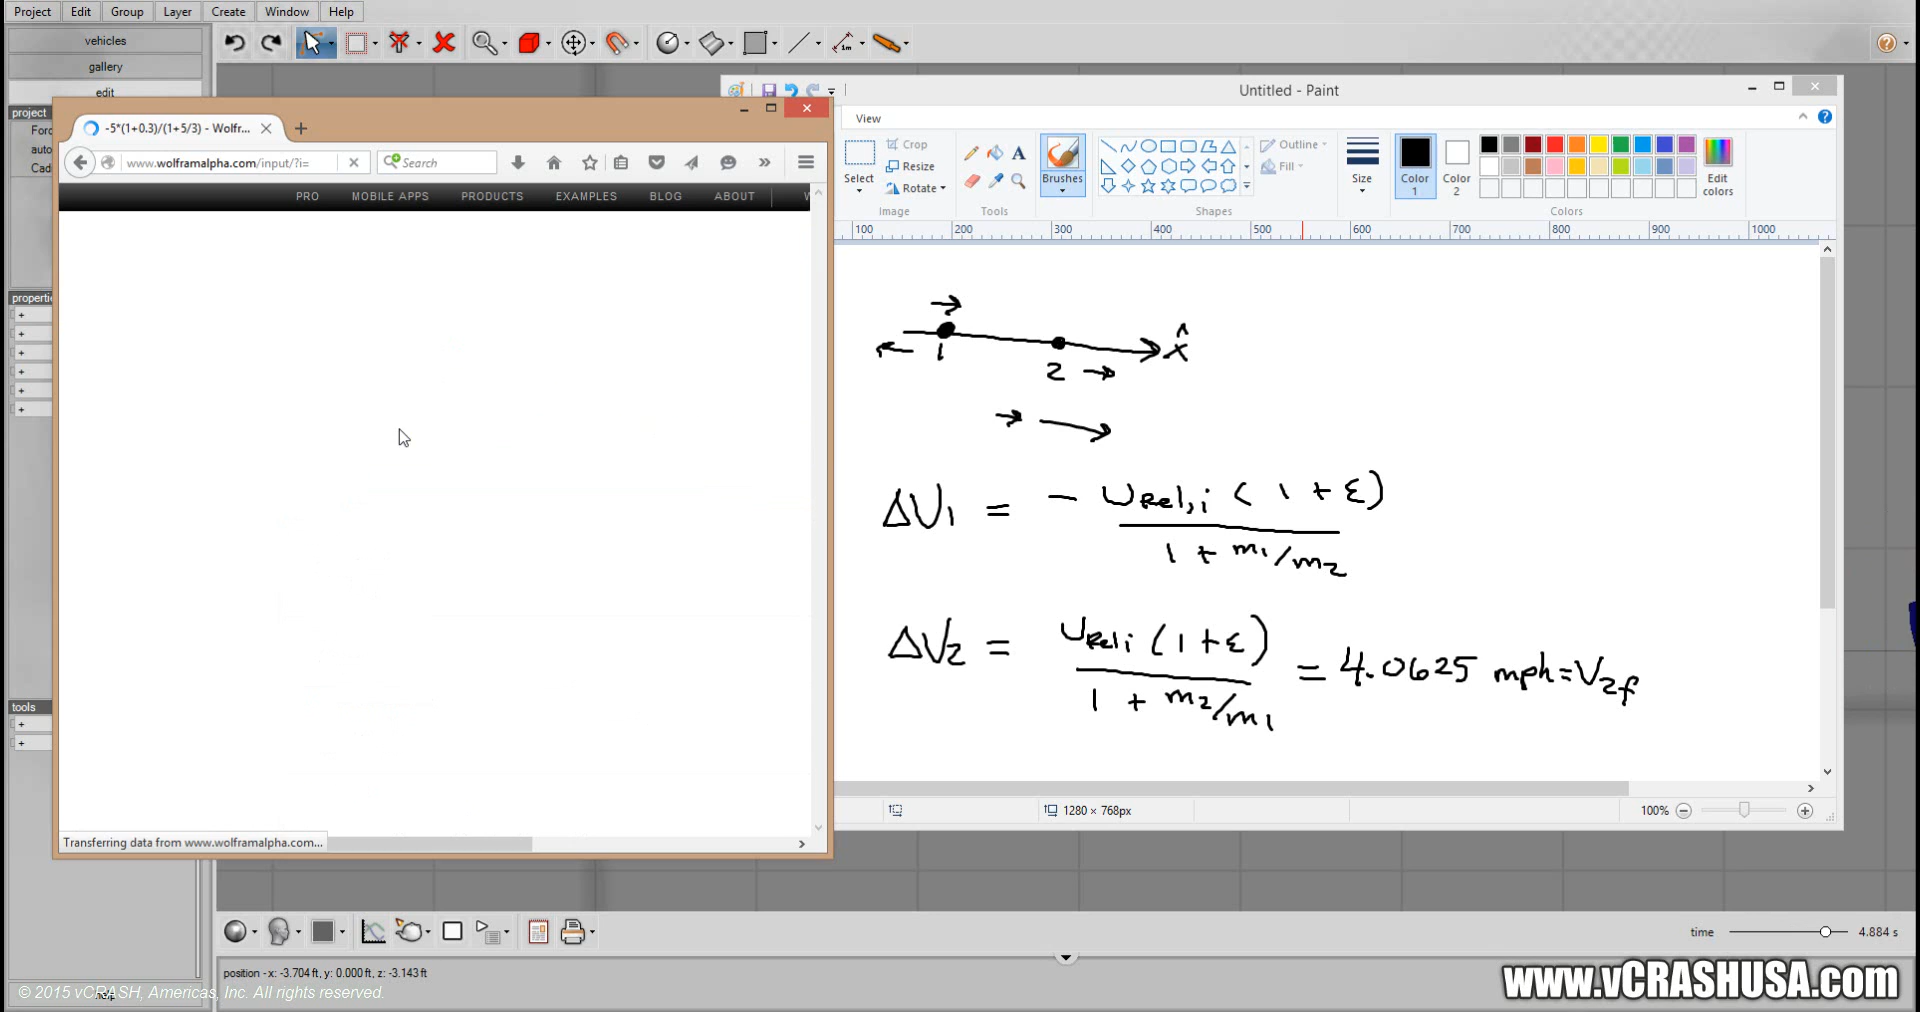 Project Edit Group Layer Create Window Help
vehicles
gallery
edit
project
Forc
auto
Cad
properti
+
+
+
+
+
+
tools
+
+
help
-5*(1+0.3)/(1+5/3) - Wolfr...
www.wolframalpha.com/input/?i=
Search
PRO MOBILE APPS PRODUCTS EXAMPLES BLOG ABOUT W
Transferring data from www.wolframalpha.com...
Untitled - Paint
View
Select
Crop
Resize
Rotate
Image
Tools
Brushes
Shapes
Outline
Fill
Size
Color 1
Color 2
Edit colors
Colors
100 200 300 400 500 600 700 800 900 1000
1
2
x̂
ΔV1 = - URel,i ( 1 + ε)
1 + m1/m2
ΔV2 = UReli (1+ε) = 4.0625 mph=V2f
1 + m2/m1
1280 × 768px
100%
time 4.884 s
position - x: -3.704 ft, y: 0.000 ft, z: -3.143 ft
© 2015 vCRASH, Americas, Inc. All rights reserved.
www.vCRASHUSA.com